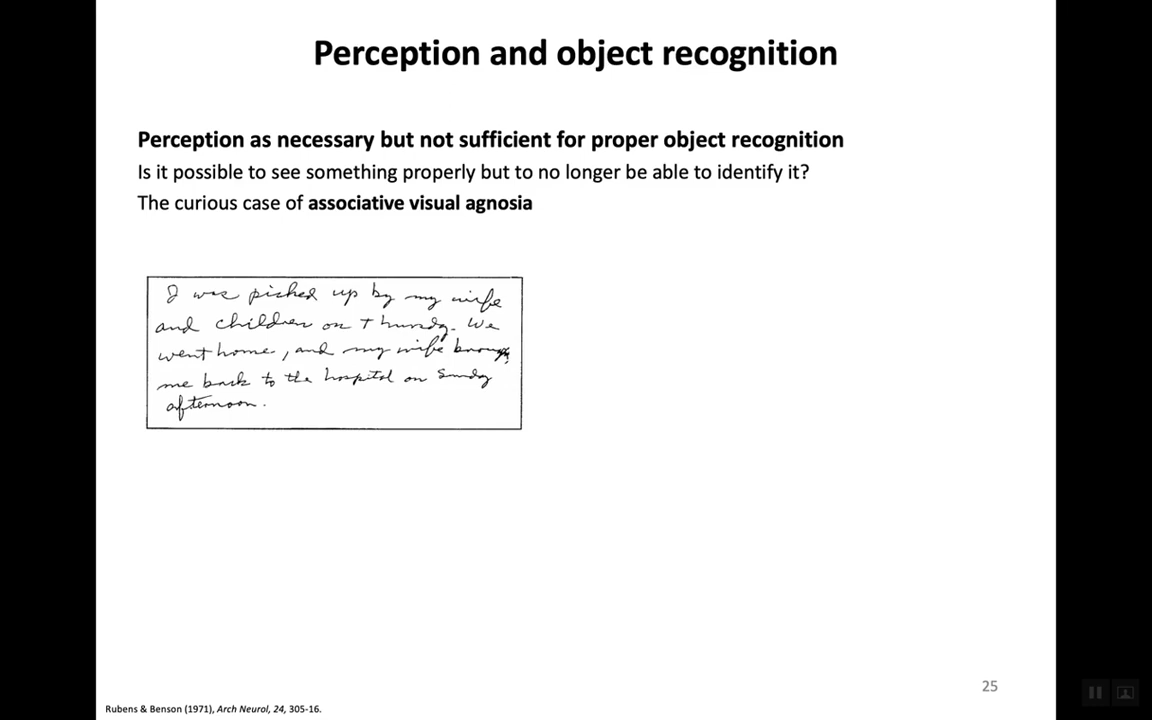 Perception and object recognition
Perception as necessary but not sufficient for proper object recognition
Is it possible to see something properly but to no longer be able to identify it?
The curious case of associative visual agnosia
I was picked up by my wife
and children on Thursdy. We
went home, and my wife
me back to the hospital on Sunday
afternoon.
25
Rubens & Benson (1971), Arch Neurol, 24, 305-16.